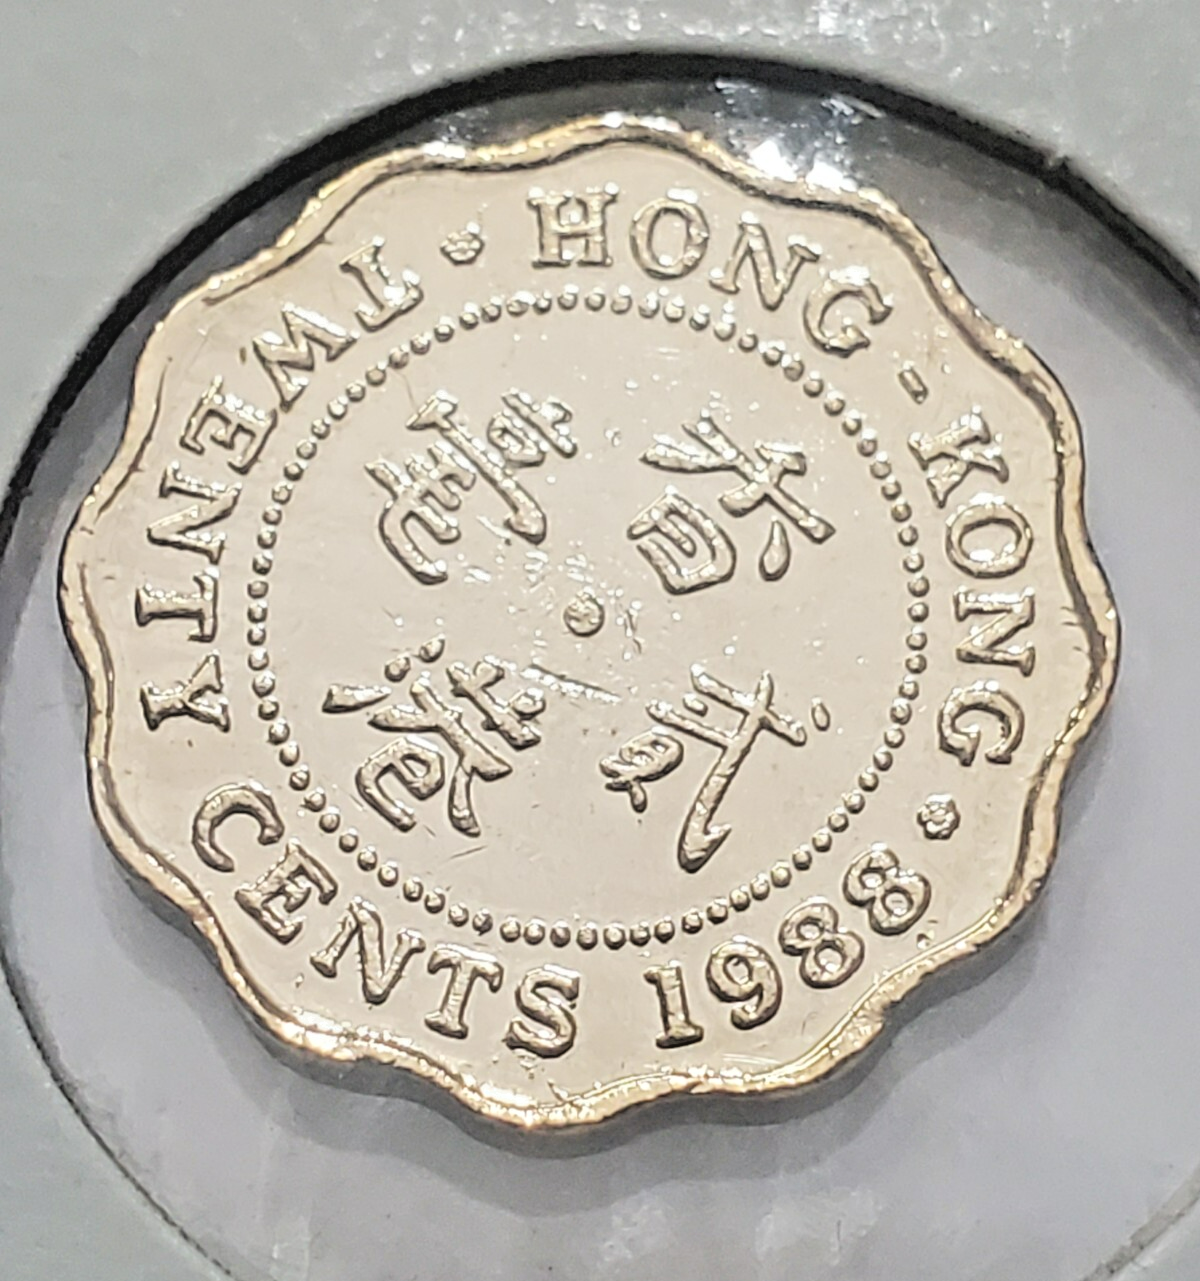 HONG-KONG
TWENTY CENTS 1988
香港
貳毫